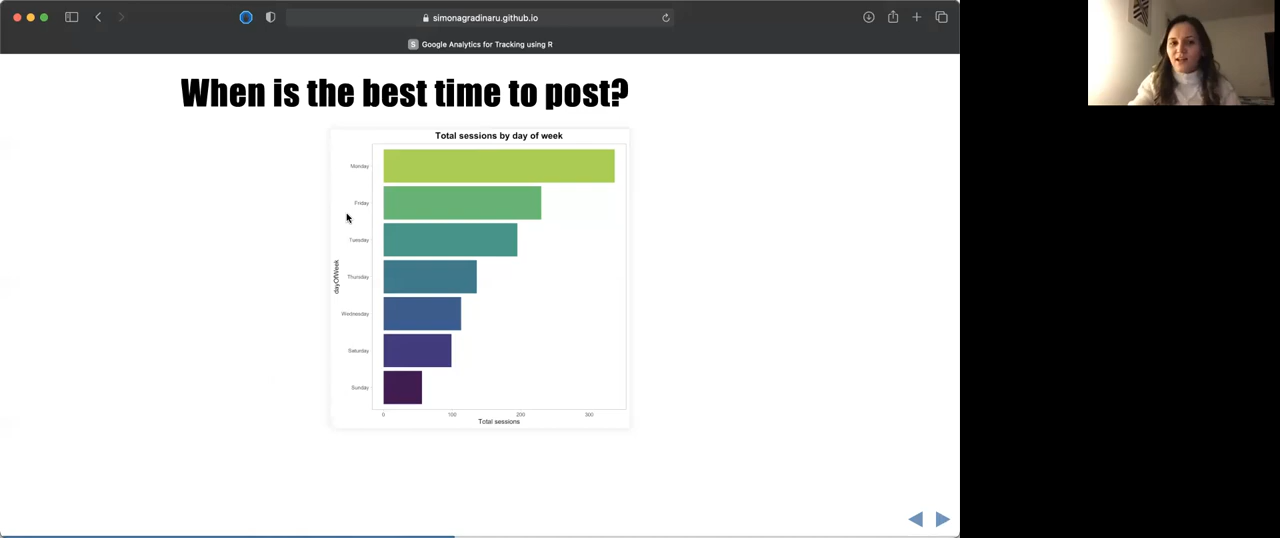 simonagradinaru.github.io
S Google Analytics for Tracking using R
When is the best time to post?
Total sessions by day of week
Monday
Friday
Tuesday
Thursday
Wednesday
Saturday
Sunday
dayOfWeek
0 100 200 300
Total sessions